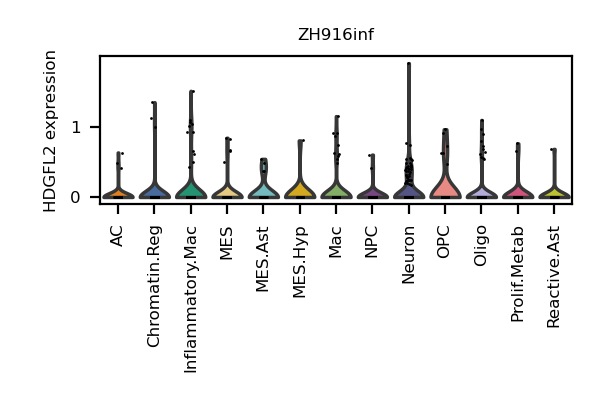 ZH916inf
HDGFL2 expression
1
0
AC
Chromatin.Reg
Inflammatory.Mac
MES
MES.Ast
MES.Hyp
Mac
NPC
Neuron
OPC
Oligo
Prolif.Metab
Reactive.Ast